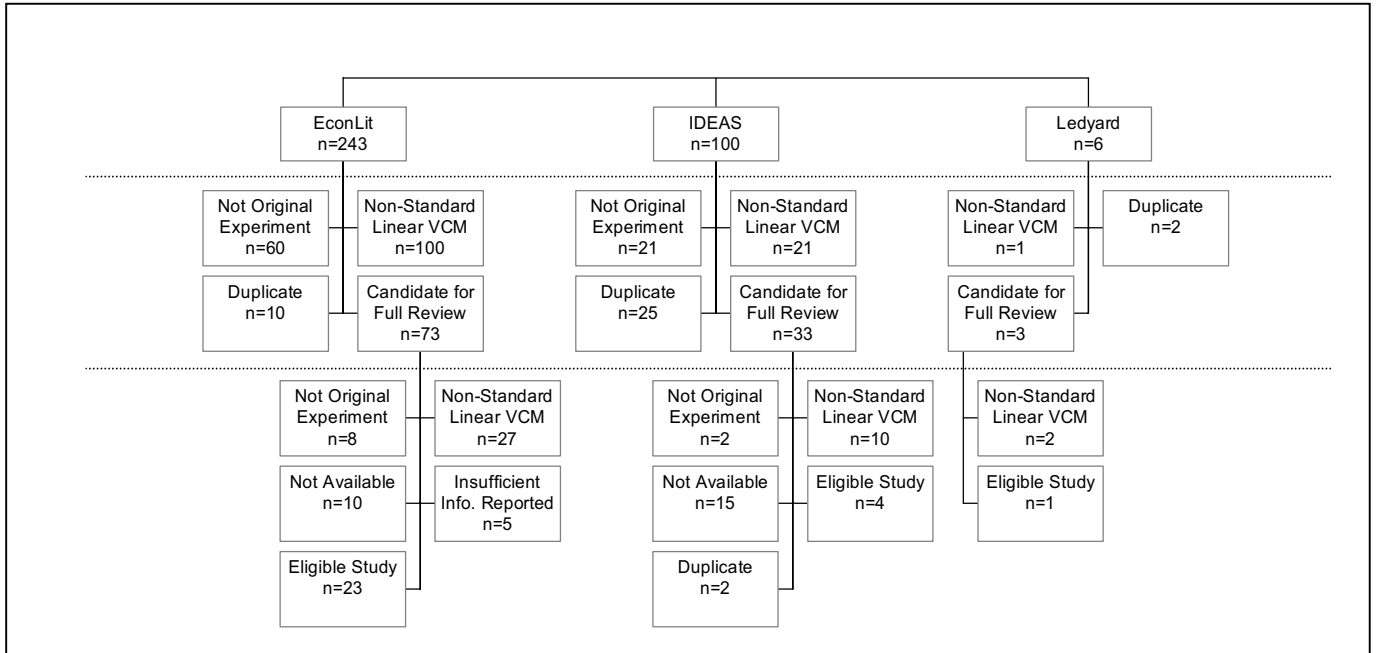 EconLit
n=243
IDEAS
n=100
Ledyard
n=6
Not Original
Experiment
n=60
Non-Standard
Linear VCM
n=100
Duplicate
n=10
Candidate for
Full Review
n=73
Not Original
Experiment
n=21
Non-Standard
Linear VCM
n=21
Duplicate
n=25
Candidate for
Full Review
n=33
Non-Standard
Linear VCM
n=1
Duplicate
n=2
Candidate for
Full Review
n=3
Not Original
Experiment
n=8
Non-Standard
Linear VCM
n=27
Not Available
n=10
Insufficient
Info. Reported
n=5
Eligible Study
n=23
Not Original
Experiment
n=2
Non-Standard
Linear VCM
n=10
Not Available
n=15
Eligible Study
n=4
Duplicate
n=2
Non-Standard
Linear VCM
n=2
Eligible Study
n=1